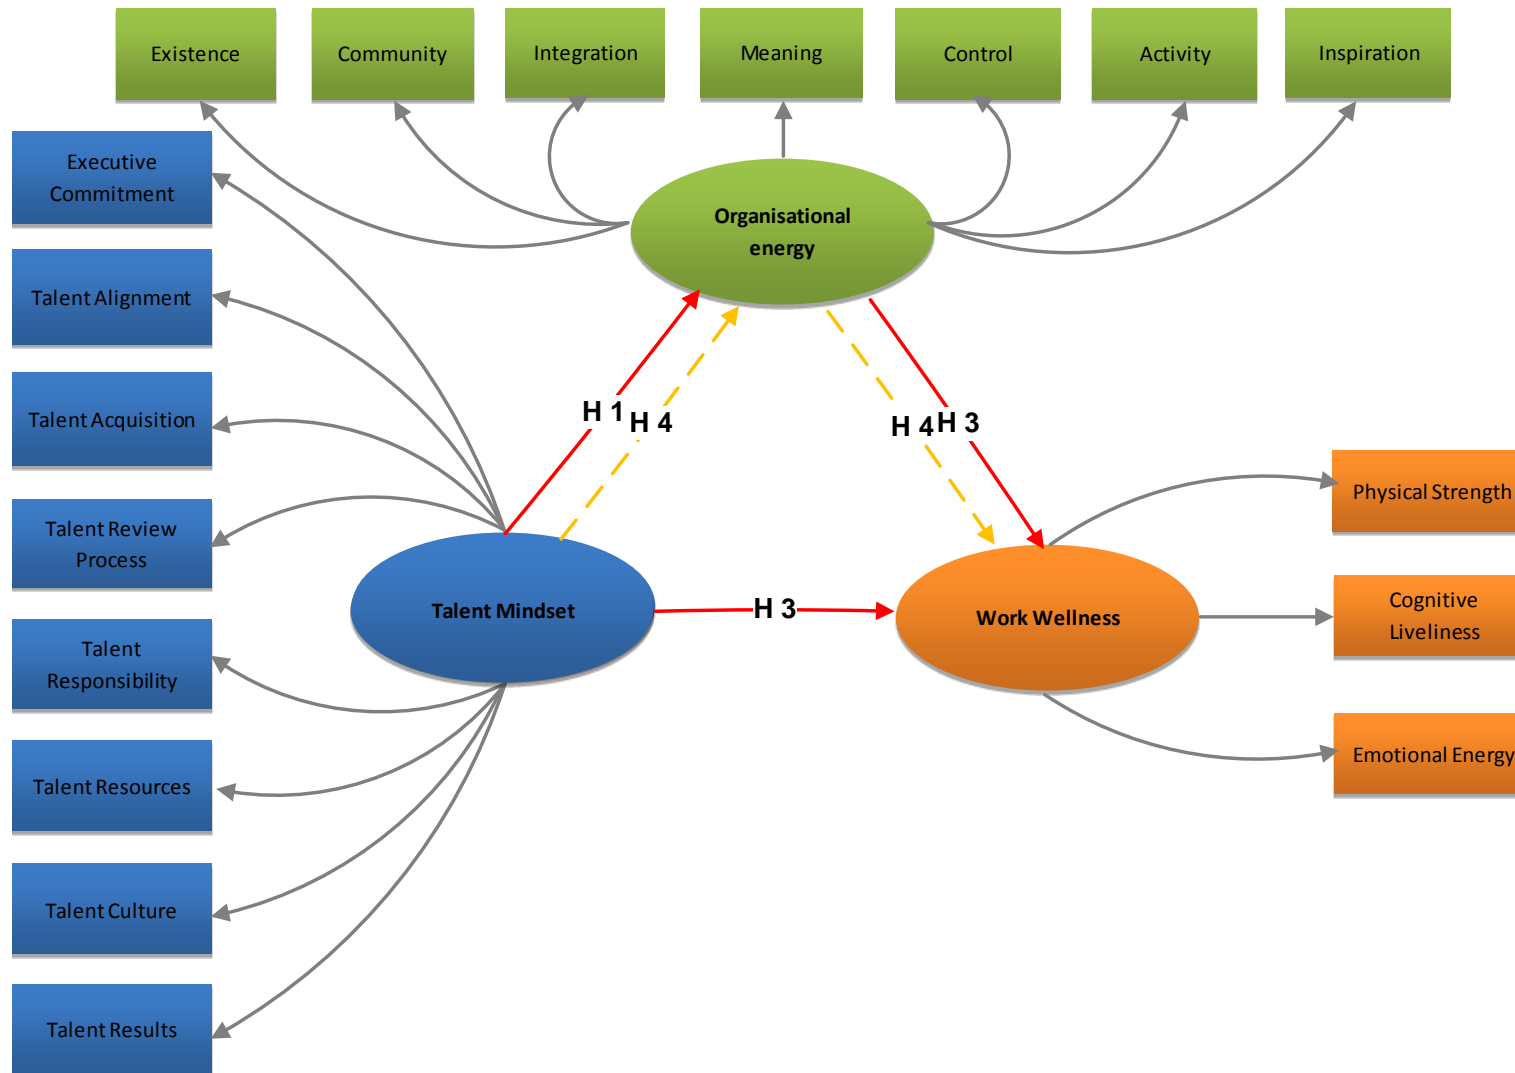 Existence
Community
Integration
Meaning
Control
Activity
Inspiration
Executive
Commitment
Organisational
energy
Talent Alignment
Talent Acquisition
H 1
H 4
H 4
H 3
Physical Strength
Talent Review
Process
Talent Mindset
H 3
Work Wellness
Cognitive
Liveliness
Talent
Responsibility
Emotional Energy
Talent Resources
Talent Culture
Talent Results